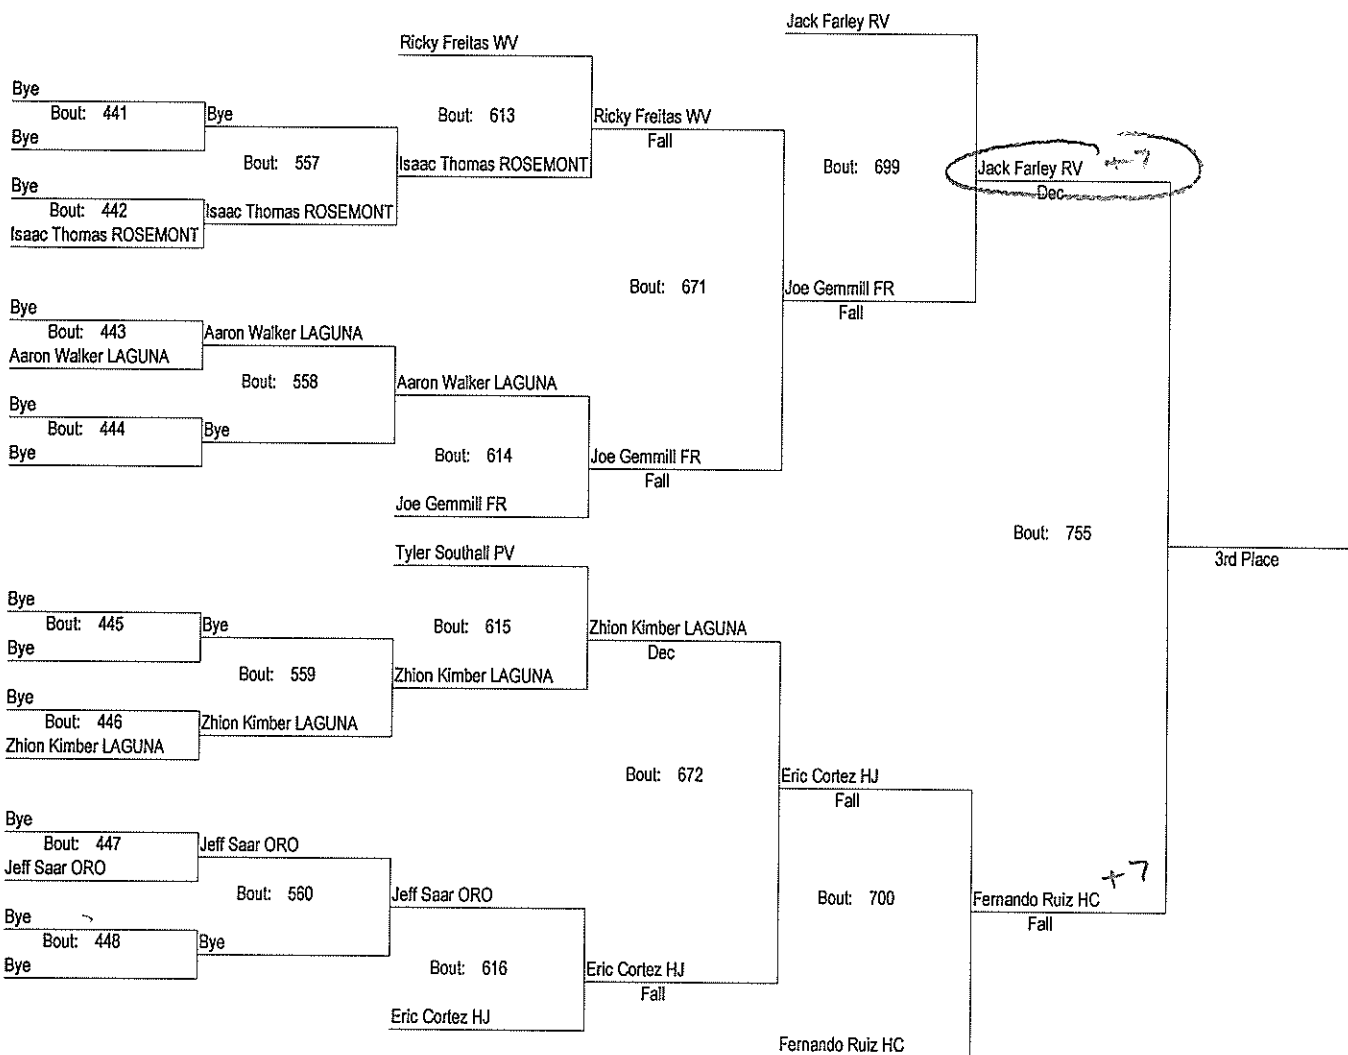 Jack Farley RV
Ricky Freitas WV
Bye
Bout: 441
Bye
Bye
Bout: 613
Ricky Freitas WV
Fall
Bout: 557
Isaac Thomas ROSEMONT
Bout: 699
Jack Farley RV +7
Dec
Bye
Bout: 442
Isaac Thomas ROSEMONT
Isaac Thomas ROSEMONT
Bout: 671
Joe Gemmill FR
Fall
Bye
Bout: 443
Aaron Walker LAGUNA
Aaron Walker LAGUNA
Bout: 558
Aaron Walker LAGUNA
Bye
Bout: 444
Bye
Bye
Bout: 614
Joe Gemmill FR
Fall
Joe Gemmill FR
Bout: 755
3rd Place
Tyler Southall PV
Bye
Bout: 445
Bye
Bye
Bout: 615
Zhion Kimber LAGUNA
Dec
Bout: 559
Zhion Kimber LAGUNA
Bye
Bout: 446
Zhion Kimber LAGUNA
Zhion Kimber LAGUNA
Bout: 672
Eric Cortez HJ
Fall
Bye
Bout: 447
Jeff Saar ORO
Jeff Saar ORO
Bout: 560
Jeff Saar ORO
Bout: 700
Fernando Ruiz HC +7
Fall
Bye
Bout: 448
Bye
Bye
Bout: 616
Eric Cortez HJ
Fall
Eric Cortez HJ
Fernando Ruiz HC